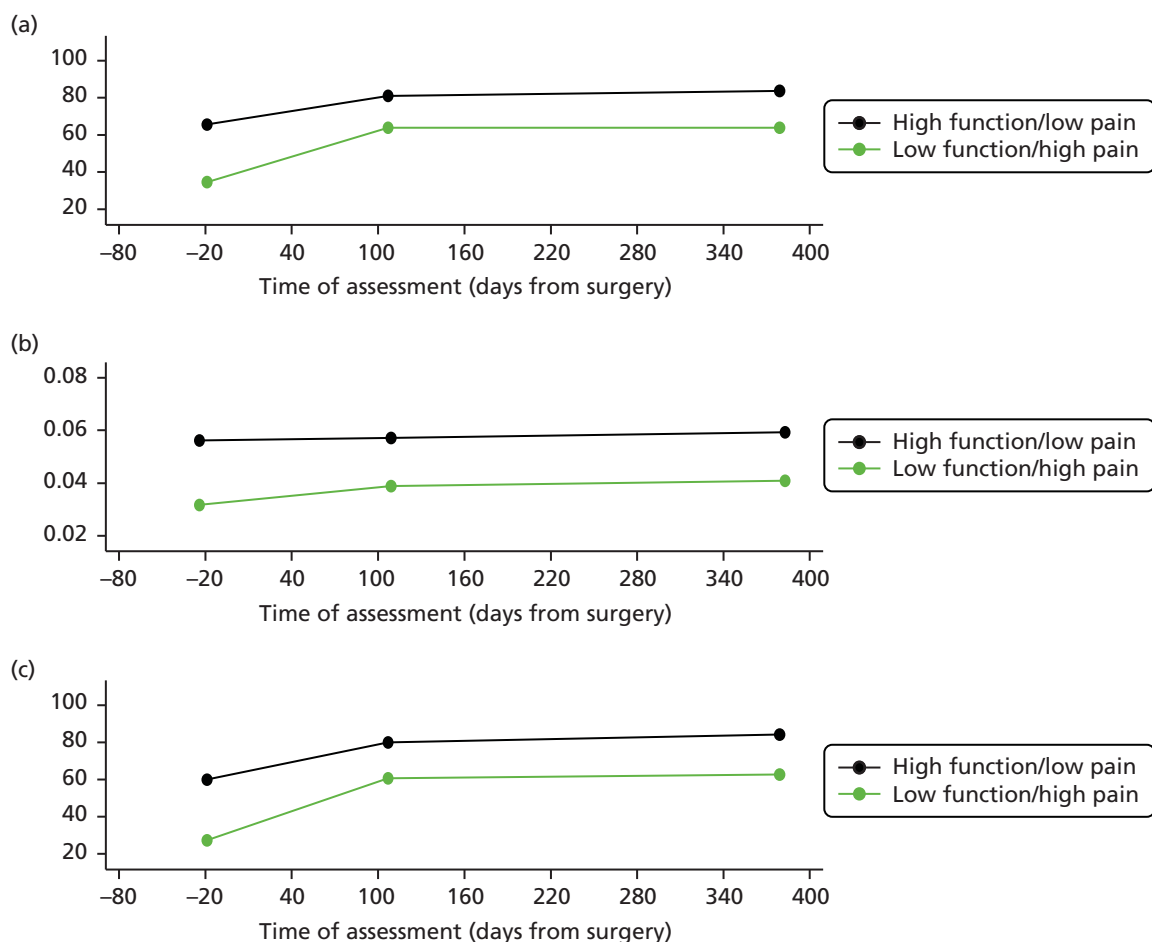 (a)
100
80
60
40
20
–80 –20 40 100 160 220 280 340 400
Time of assessment (days from surgery)
High function/low pain
Low function/high pain
(b)
0.08
0.06
0.04
0.02
–80 –20 40 100 160 220 280 340 400
Time of assessment (days from surgery)
High function/low pain
Low function/high pain
(c)
100
80
60
40
20
–80 –20 40 100 160 220 280 340 400
Time of assessment (days from surgery)
High function/low pain
Low function/high pain